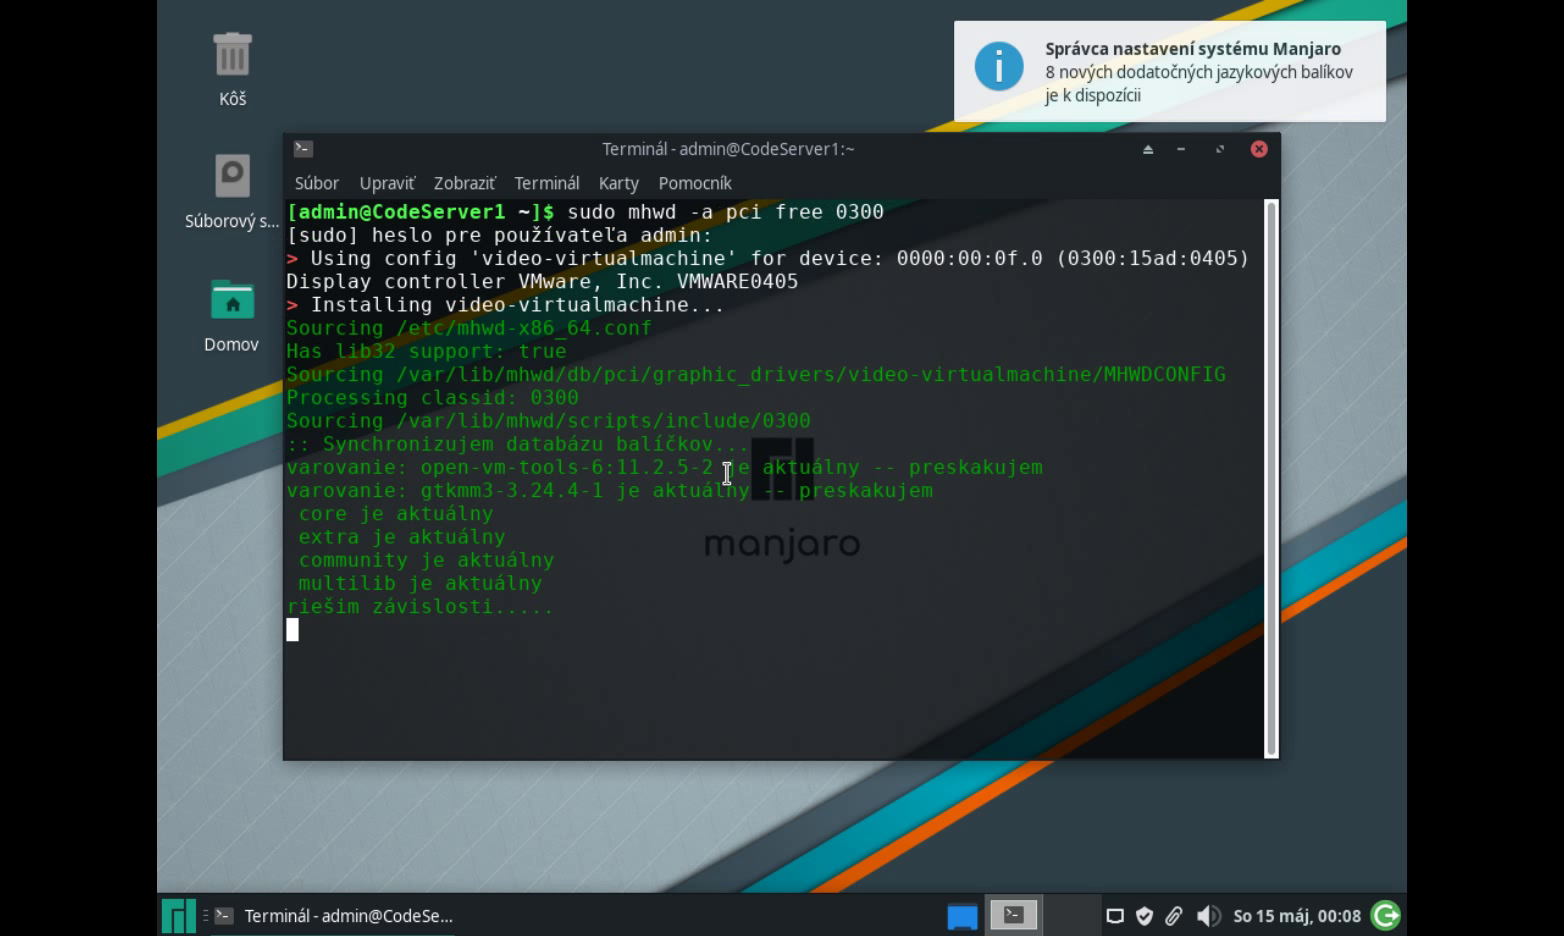 Kôš
Súborový s...
Domov
Správca nastavení systému Manjaro
8 nových dodatočných jazykových balíkov
je k dispozícii
Terminál - admin@CodeServer1:~
Súbor Upraviť Zobraziť Terminál Karty Pomocník
[admin@CodeServer1 ~]$ sudo mhwd -a pci free 0300
[sudo] heslo pre používateľa admin:
> Using config 'video-virtualmachine' for device: 0000:00:0f.0 (0300:15ad:0405)
Display controller VMware, Inc. VMWARE0405
> Installing video-virtualmachine...
Sourcing /etc/mhwd-x86_64.conf
Has lib32 support: true
Sourcing /var/lib/mhwd/db/pci/graphic_drivers/video-virtualmachine/MHWDCONFIG
Processing classid: 0300
Sourcing /var/lib/mhwd/scripts/include/0300
:: Synchronizujem databázu balíčkov...
varovanie: open-vm-tools-6:11.2.5-2 je aktuálny -- preskakujem
varovanie: gtkmm3-3.24.4-1 je aktuálny -- preskakujem
core je aktuálny
extra je aktuálny
community je aktuálny
multilib je aktuálny
riešim závislosti.....
manjaro
Terminál - admin@CodeSe...
So 15 máj, 00:08